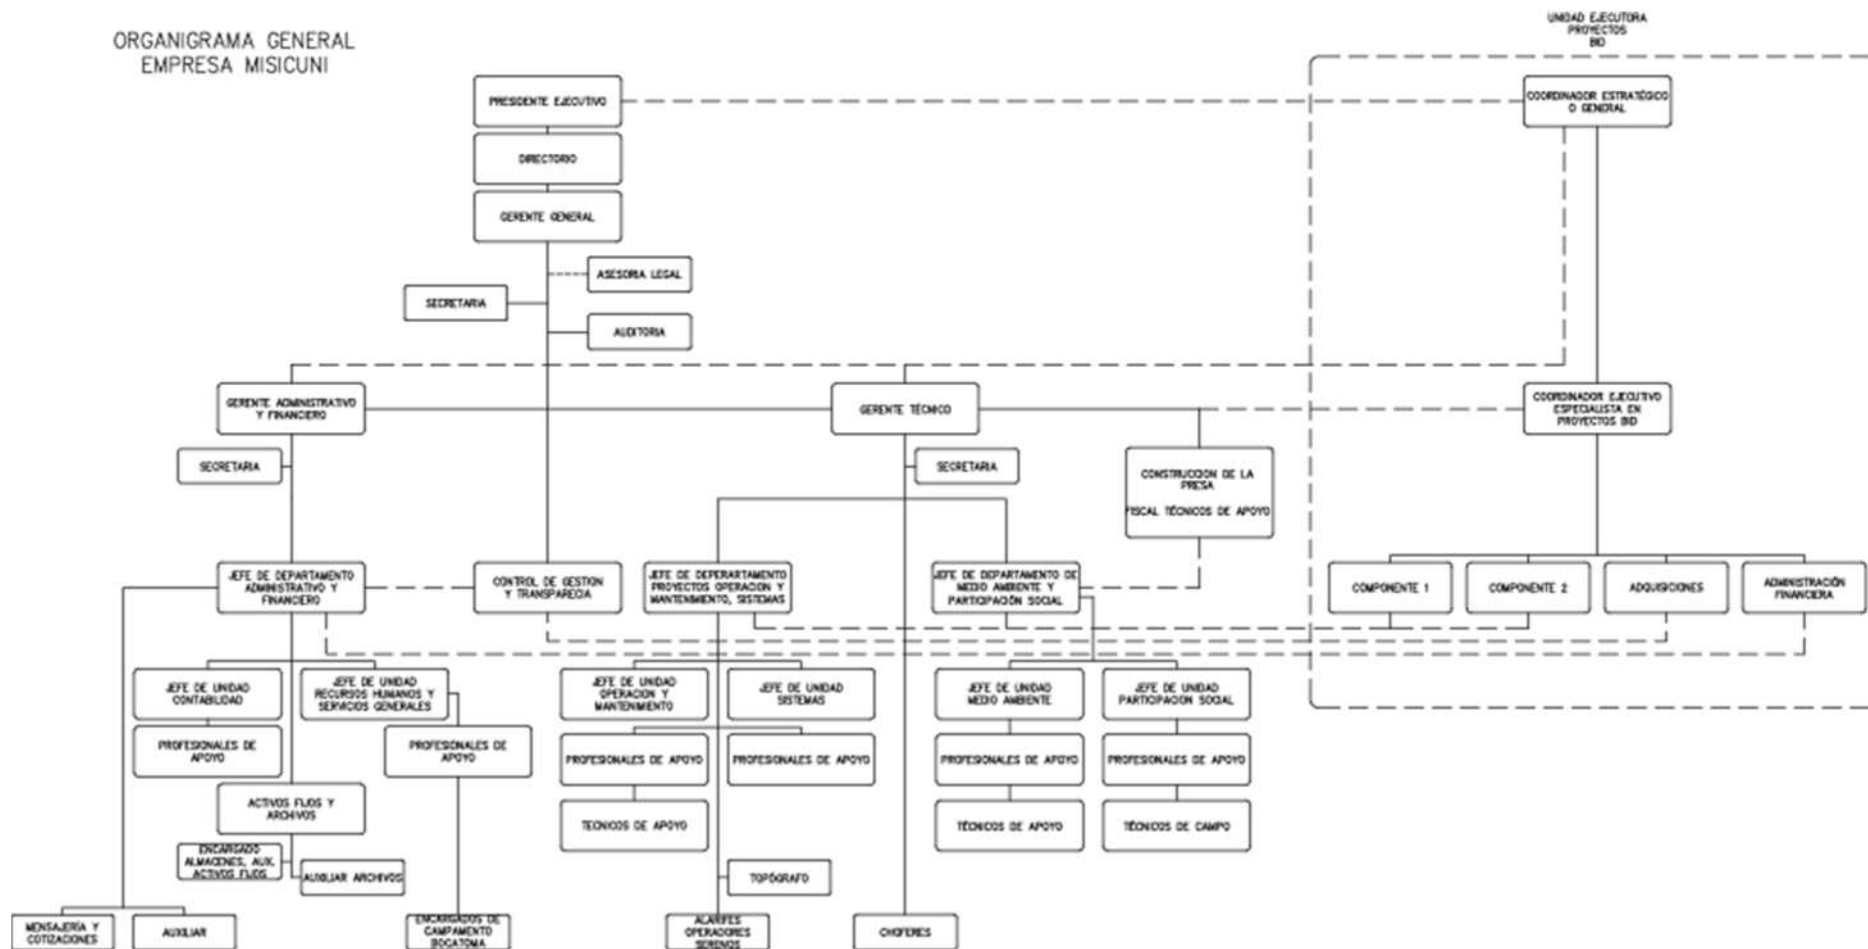 UNIDAD EJECUTORA
PROYECTOS
BID
ORGANIGRAMA GENERAL
EMPRESA MISICUNI
PRESIDENTE EJECUTIVO
COORDINADOR ESTRATÉGICO
O GENERAL
DIRECTORIO
GERENTE GENERAL
ASESORIA LEGAL
SECRETARIA
AUDITORIA
GERENTE ADMINISTRATIVO
Y FINANCIERO
GERENTE TÉCNICO
COORDINADOR EJECUTIVO
ESPECIALISTA EN
PROYECTOS BID
SECRETARIA
SECRETARIA
CONSTRUCCION DE LA
PRESA
FISCAL TÉCNICOS DE APOYO
JEFE DE DEPARTAMENTO
ADMINISTRATIVO Y
FINANCIERO
CONTROL DE GESTION
Y TRANSPARECIA
JEFE DE DEPERARTAMENTO
PROYECTOS OPERACION Y
MANTENIMIENTO, SISTEMAS
JEFE DE DEPARTAMENTO DE
MEDIO AMBIENTE Y
PARTICIPACIÓN SOCIAL
COMPONENTE 1
COMPONENTE 2
ADQUISICIONES
ADMINISTRACIÓN
FINANCIERA
JEFE DE UNIDAD
CONTABILIDAD
JEFE DE UNIDAD
RECURSOS HUMANOS Y
SERVICIOS GENERALES
JEFE DE UNIDAD
OPERACION Y
MANTENIMIENTO
JEFE DE UNIDAD
SISTEMAS
JEFE DE UNIDAD
MEDIO AMBIENTE
JEFE DE UNIDAD
PARTICIPACION SOCIAL
PROFESIONALES DE
APOYO
PROFESIONALES DE
APOYO
PROFESIONALES DE APOYO
PROFESIONALES DE APOYO
PROFESIONALES DE APOYO
PROFESIONALES DE APOYO
ACTIVOS FIJOS Y
ARCHIVOS
TECNICOS DE APOYO
TÉCNICOS DE APOYO
TÉCNICOS DE CAMPO
ENCARGADO
ALMACENES, AUX.
ACTIVOS FIJOS
AUXILIAR ARCHIVOS
TOPÓGRAFO
MENSAJERÍA Y
COTIZACIONES
AUXILIAR
ENCARGADOS DE
CAMPAMENTO
BOCATOMA
ALARIFES
OPERADORES
SERENOS
CHOFERES